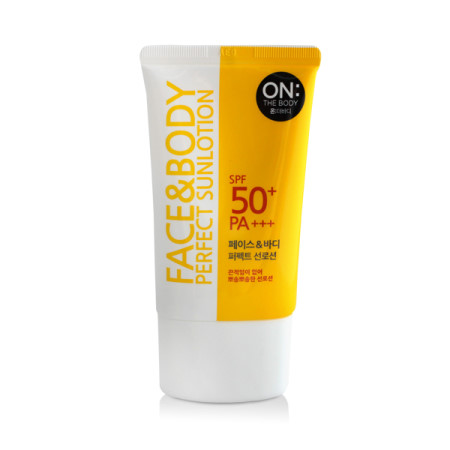 FACE&BODY
PERFECT SUNLOTION
ON:
THE BODY
온더바디
SPF
50+
PA+++
페이스&바디
퍼펙트 선로션
끈적임이 없어
뽀송뽀송한 선로션